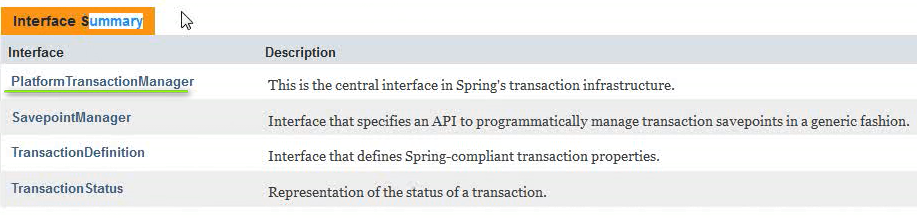 Interface Summary
Interface Description
PlatformTransactionManager This is the central interface in Spring's transaction infrastructure.
SavepointManager Interface that specifies an API to programmatically manage transaction savepoints in a generic fashion.
TransactionDefinition Interface that defines Spring-compliant transaction properties.
TransactionStatus Representation of the status of a transaction.